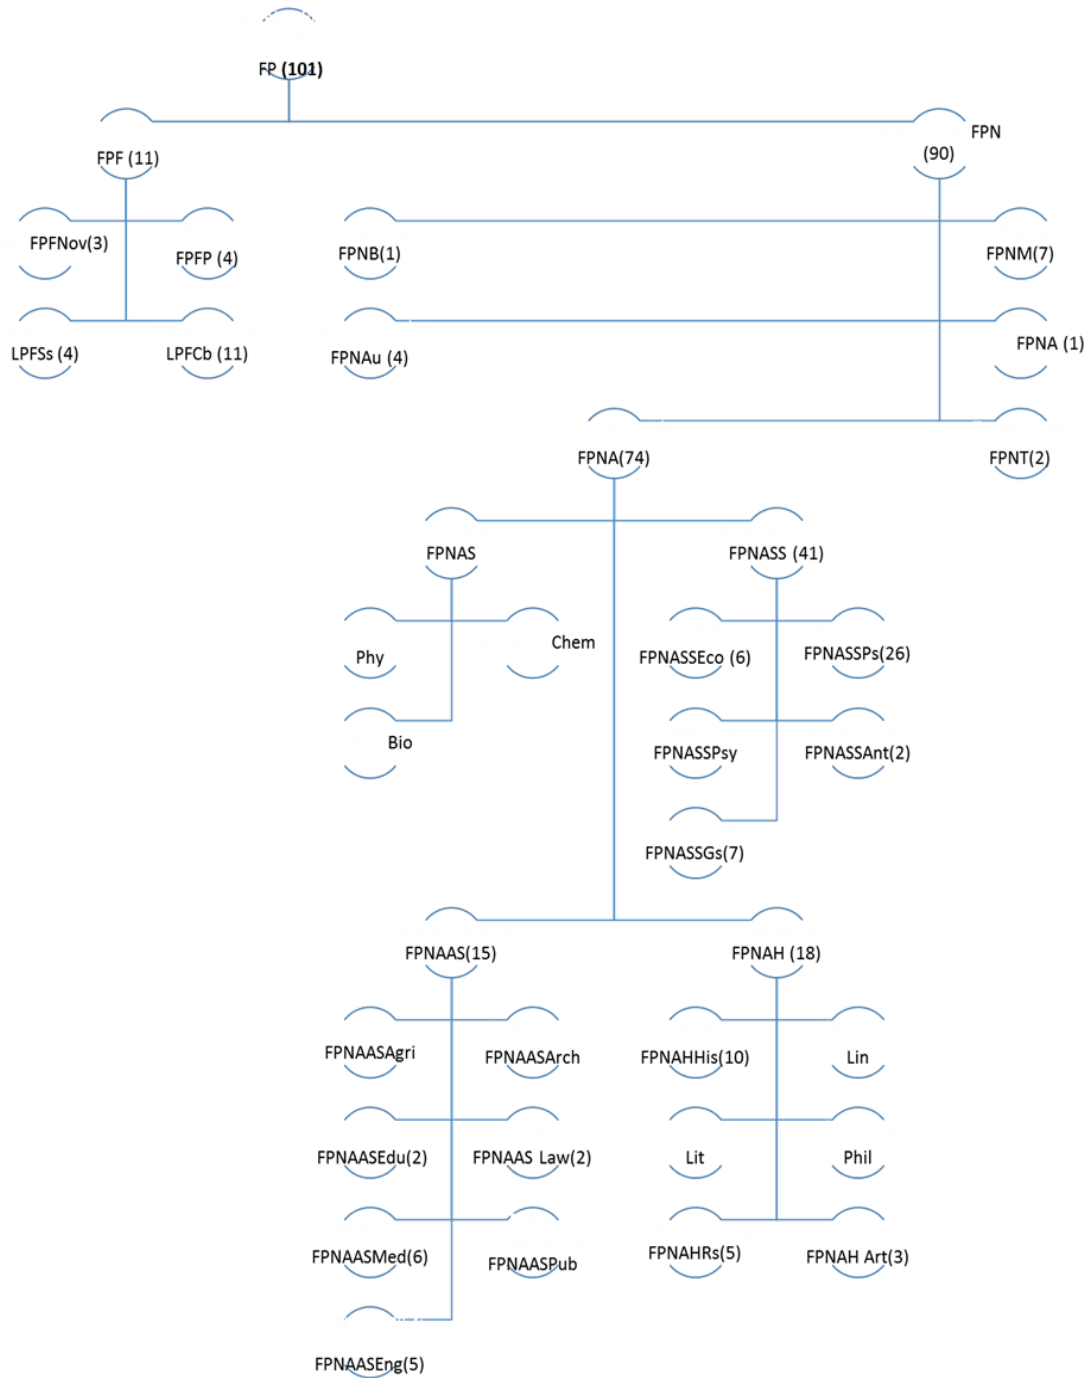 FP (101)
FPN
FPF (11)
(90)
FPFNov(3)
FPFP (4)
FPNB(1)
FPNM(7)
LPFSs (4)
LPFCb (11)
FPNAu (4)
FPNA (1)
FPNA(74)
FPNT(2)
FPNAS
FPNASS (41)
Phy
Chem
FPNASSEco (6)
FPNASSPs(26)
Bio
FPNASSPsy
FPNASSAnt(2)
FPNASSGs(7)
FPNAAS(15)
FPNAH (18)
FPNAASAgri
FPNAASArch
FPNAHHis(10)
Lin
FPNAASEdu(2)
FPNAAS Law(2)
Lit
Phil
FPNAASMed(6)
FPNAASPub
FPNAHRs(5)
FPNAH Art(3)
FPNAASEng(5)